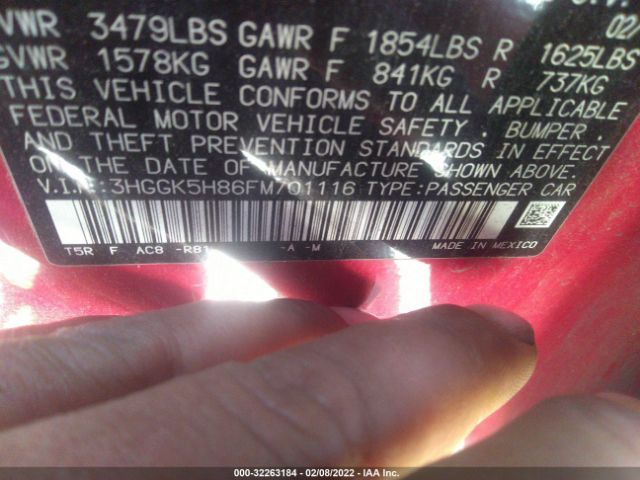 02
VWR 3479LBS GAWR F 1854LBS R 1625LBS
GVWR 1578KG GAWR F 841KG R 737KG
THIS VEHICLE CONFORMS TO ALL APPLICABLE
FEDERAL MOTOR VEHICLE SAFETY, BUMPER,
AND THEFT PREVENTION STANDARDS IN EFFECT
ON THE DATE OF MANUFACTURE SHOWN ABOVE.
V.I.N: 3HGGK5H86FM701116 TYPE: PASSENGER CAR
T5R F AC8 -R81 -A -M MADE IN MEXICO
000-32263184 - 02/08/2022 - IAA Inc.